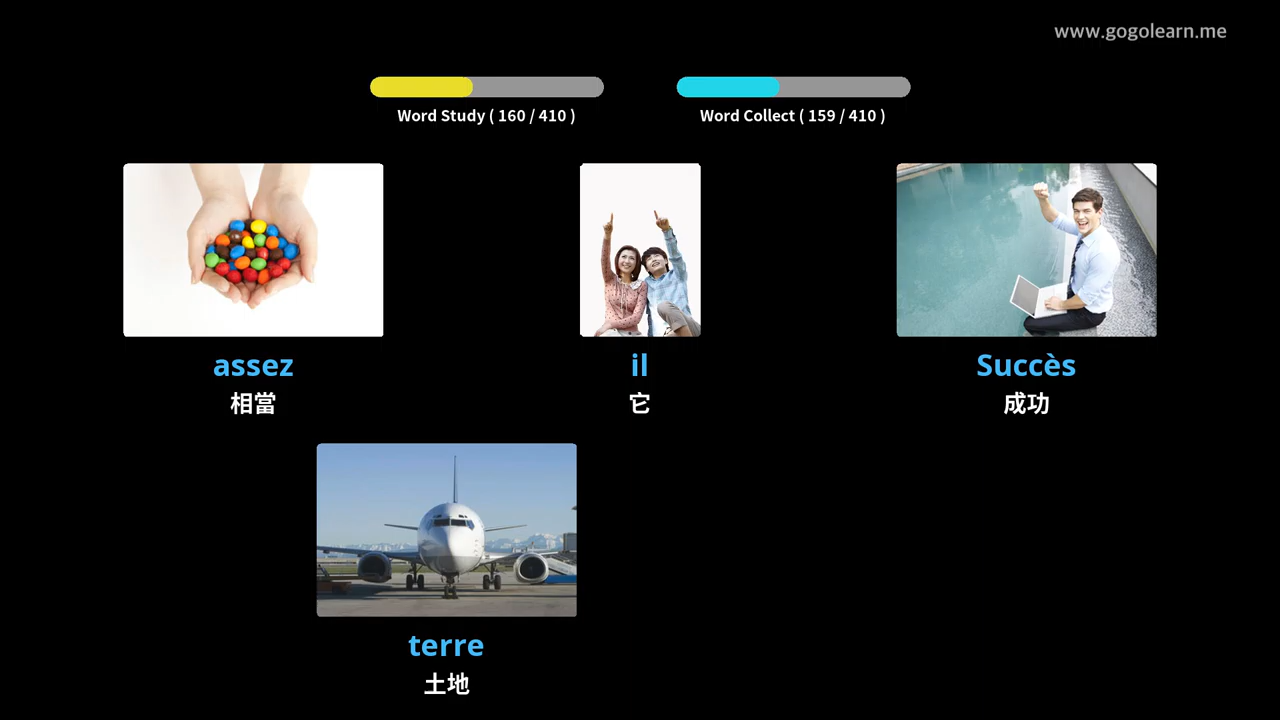 www.gogolearn.me
Word Study ( 160 / 410 )
Word Collect ( 159 / 410 )
assez
相當
il
它
Succès
成功
terre
土地